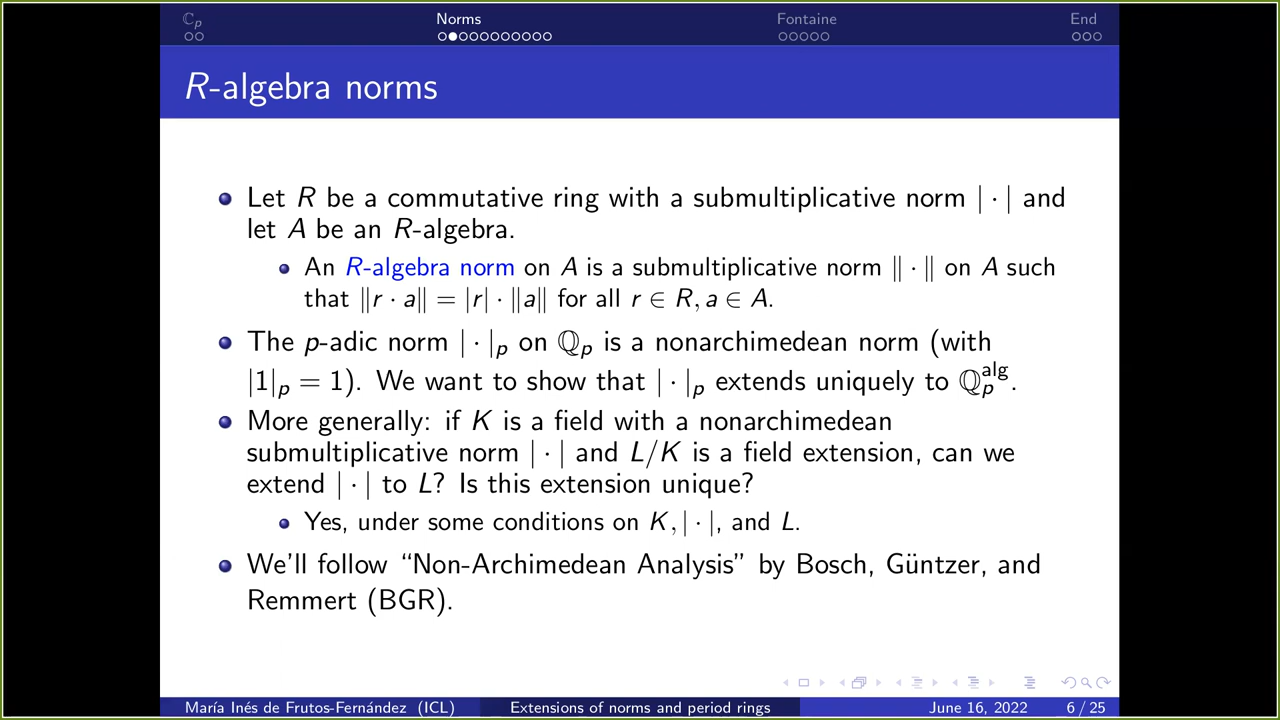 ℂp Norms Fontaine End
R-algebra norms
Let R be a commutative ring with a submultiplicative norm | · | and
let A be an R-algebra.
An R-algebra norm on A is a submultiplicative norm ‖ · ‖ on A such
that ‖r · a‖ = |r| · ‖a‖ for all r ∈ R, a ∈ A.
The p-adic norm | · |_p on ℚ_p is a nonarchimedean norm (with
|1|_p = 1). We want to show that | · |_p extends uniquely to ℚ_p^alg.
More generally: if K is a field with a nonarchimedean
submultiplicative norm | · | and L/K is a field extension, can we
extend | · | to L? Is this extension unique?
Yes, under some conditions on K, | · |, and L.
We'll follow “Non-Archimedean Analysis” by Bosch, Güntzer, and
Remmert (BGR).
María Inés de Frutos-Fernández (ICL) Extensions of norms and period rings June 16, 2022 6 / 25